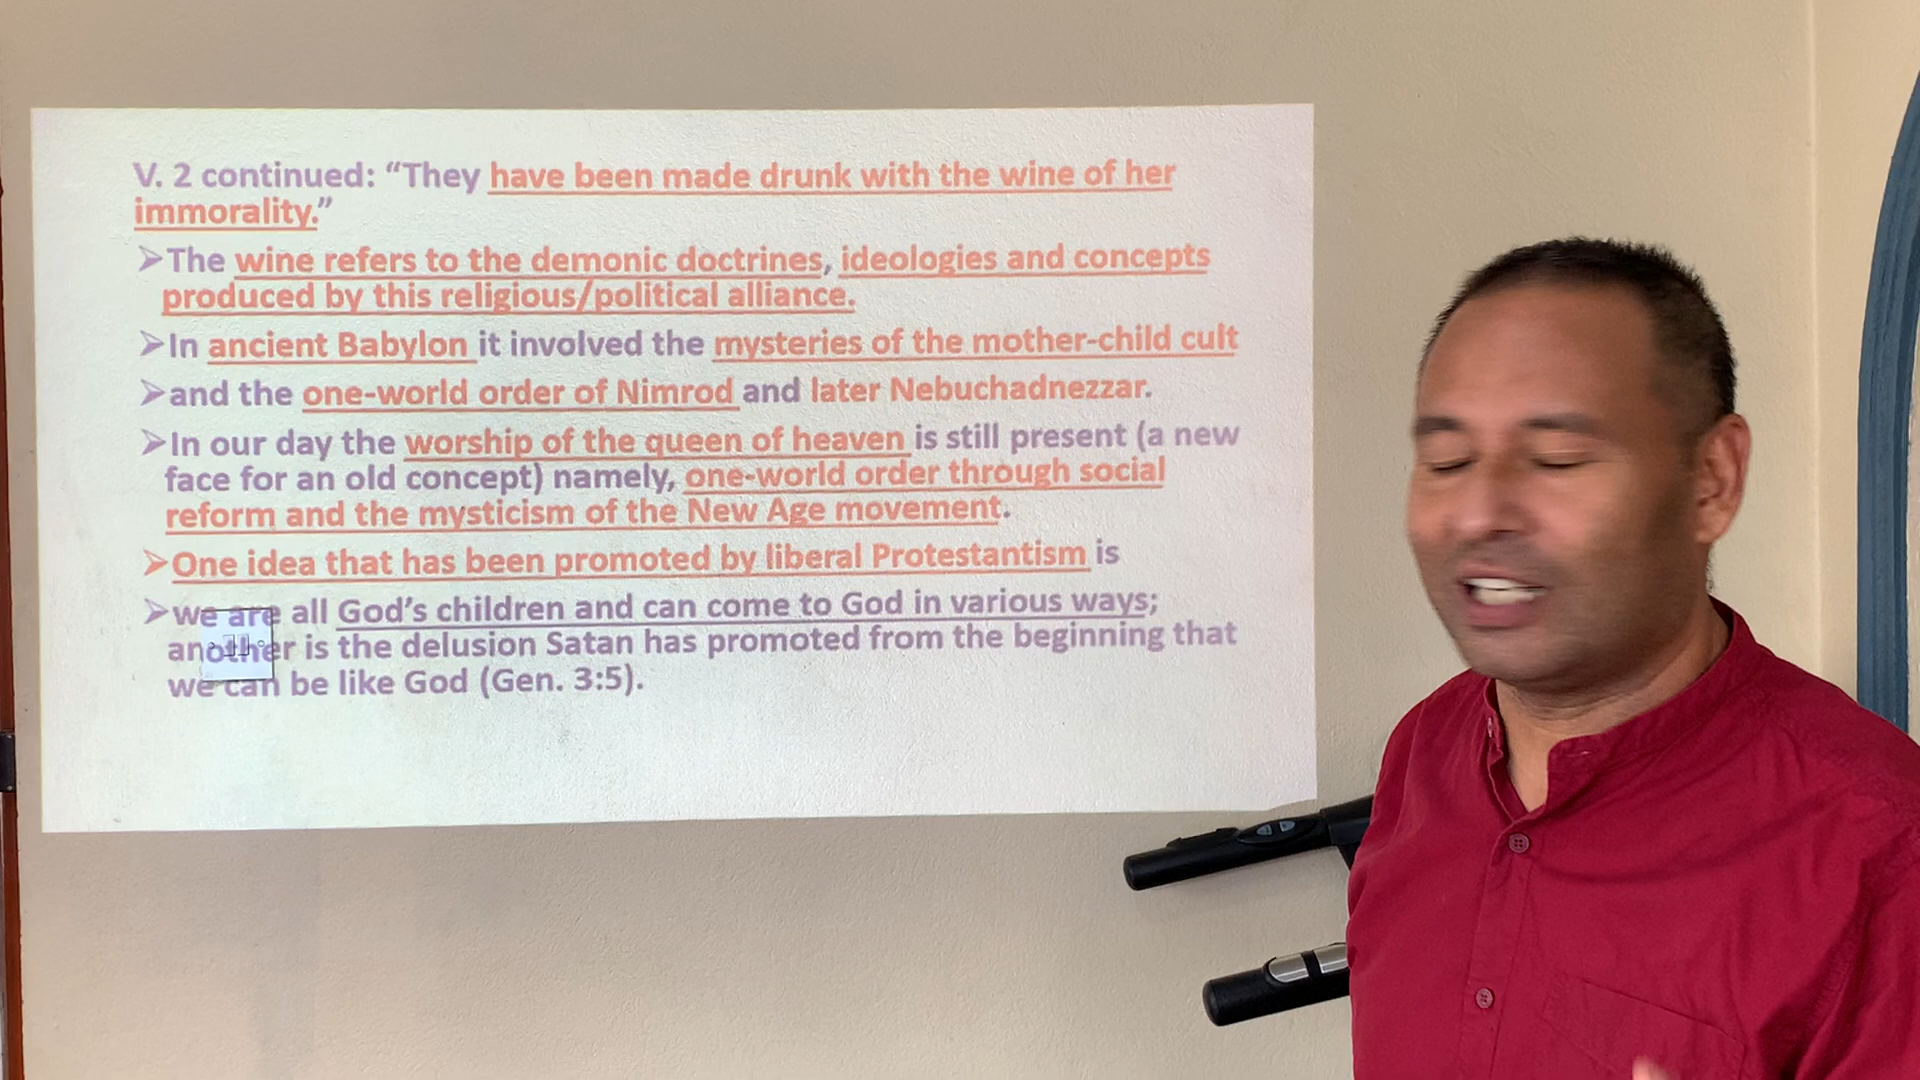 V. 2 continued: “They have been made drunk with the wine of her
immorality.”
➢The wine refers to the demonic doctrines, ideologies and concepts
produced by this religious/political alliance.
➢In ancient Babylon it involved the mysteries of the mother-child cult
➢and the one-world order of Nimrod and later Nebuchadnezzar.
➢In our day the worship of the queen of heaven is still present (a new
face for an old concept) namely, one-world order through social
reform and the mysticism of the New Age movement.
➢One idea that has been promoted by liberal Protestantism is
➢we are all God’s children and can come to God in various ways;
another is the delusion Satan has promoted from the beginning that
we can be like God (Gen. 3:5).